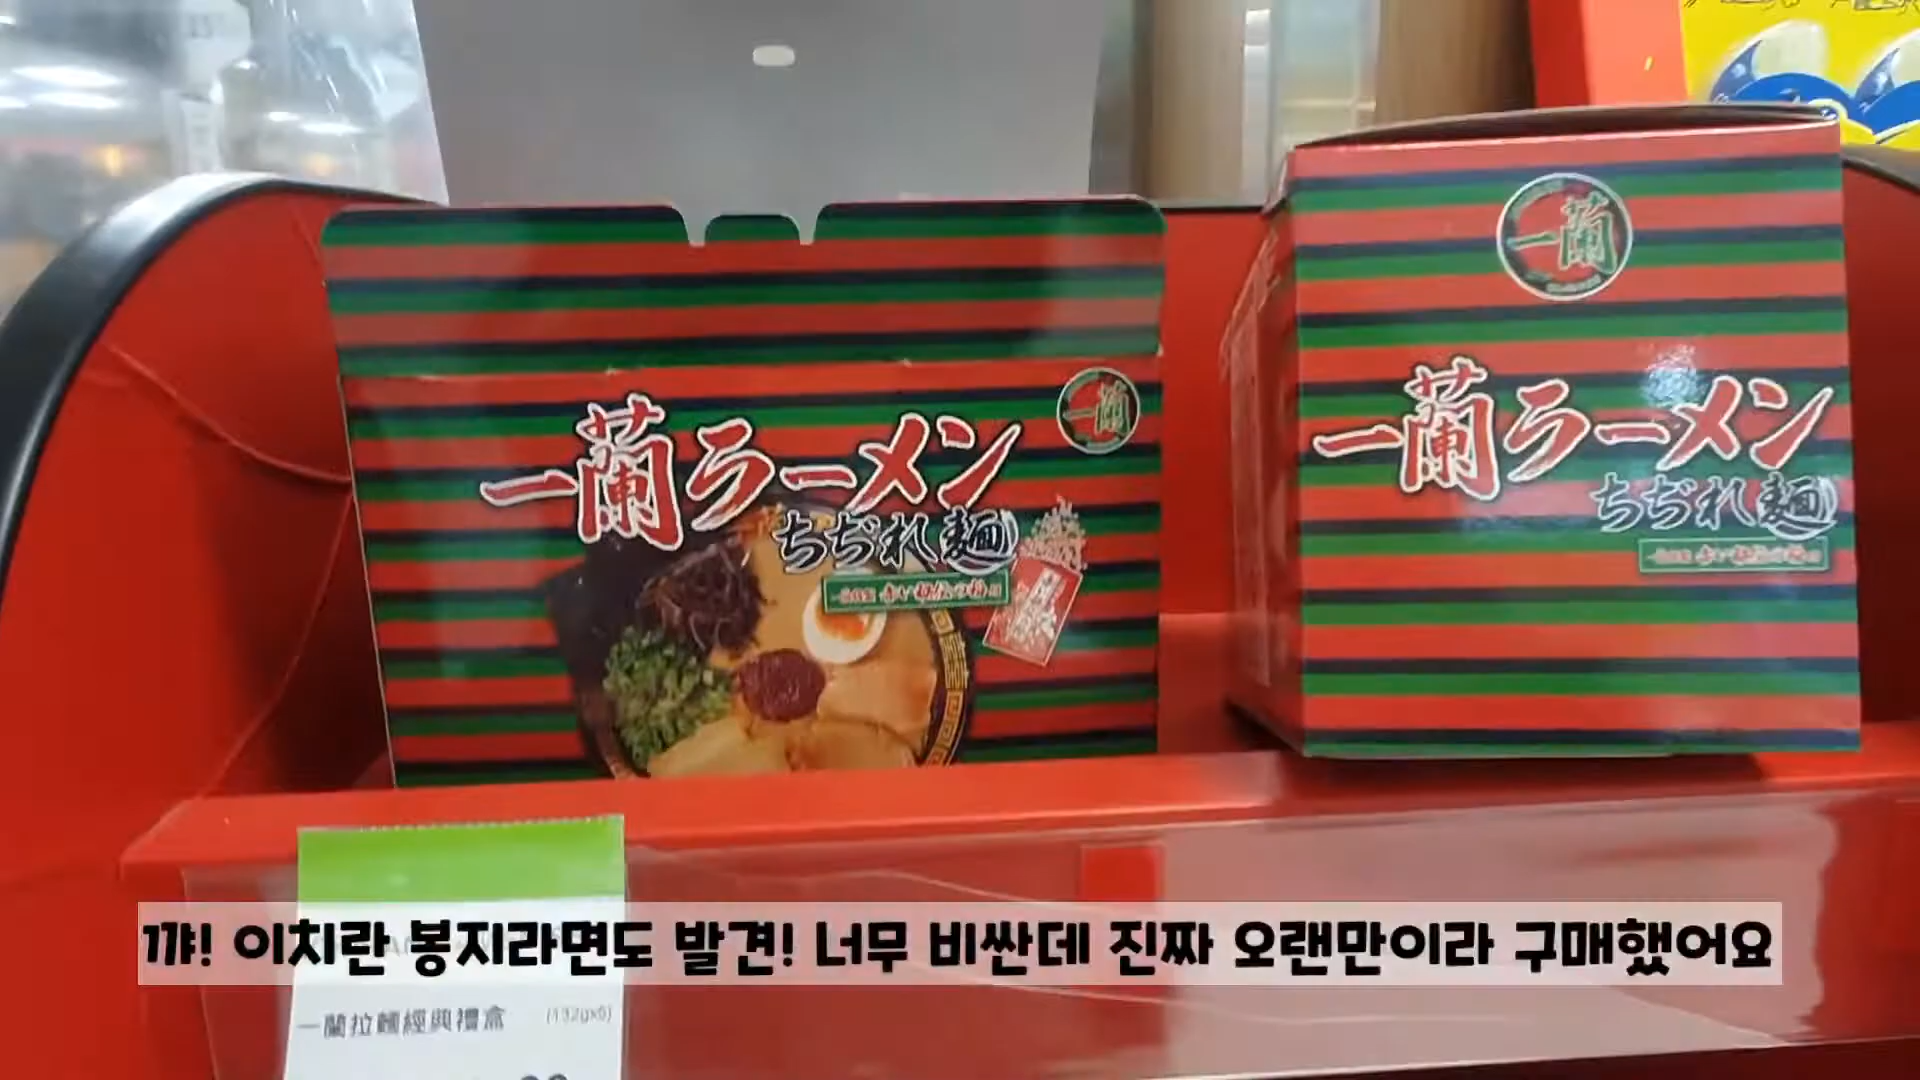 一蘭
一蘭
一蘭ラーメン
一蘭ラーメン
ちぢれ麺
ちぢれ麺
꺄! 이치란 봉지라면도 발견! 너무 비싼데 진짜 오랜만이라 구매했어요
一蘭拉麵經典禮盒 (132gx5)